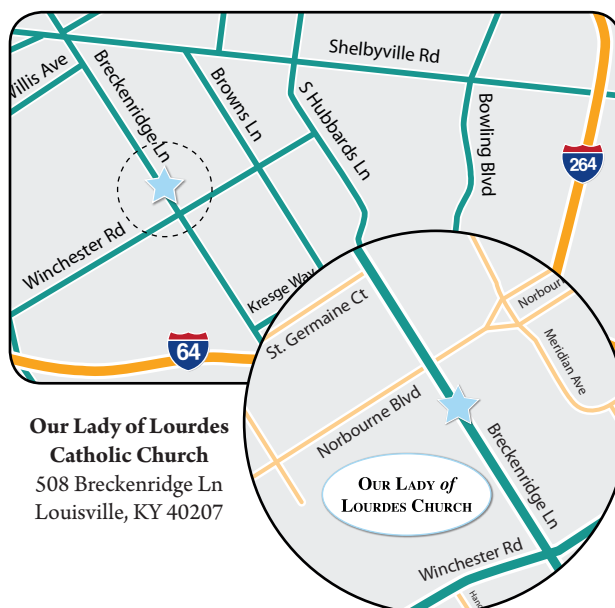 Shelbyville Rd
Willis Ave
Breckenridge Ln
Browns Ln
S Hubbards Ln
Bowling Blvd
264
Winchester Rd
Kresge Way
64
St. Germaine Ct
Meridian Ave
Norbourne Blvd
Breckenridge Ln
OUR LADY of
LOURDES CHURCH
Winchester Rd
Our Lady of Lourdes
Catholic Church
508 Breckenridge Ln
Louisville, KY 40207